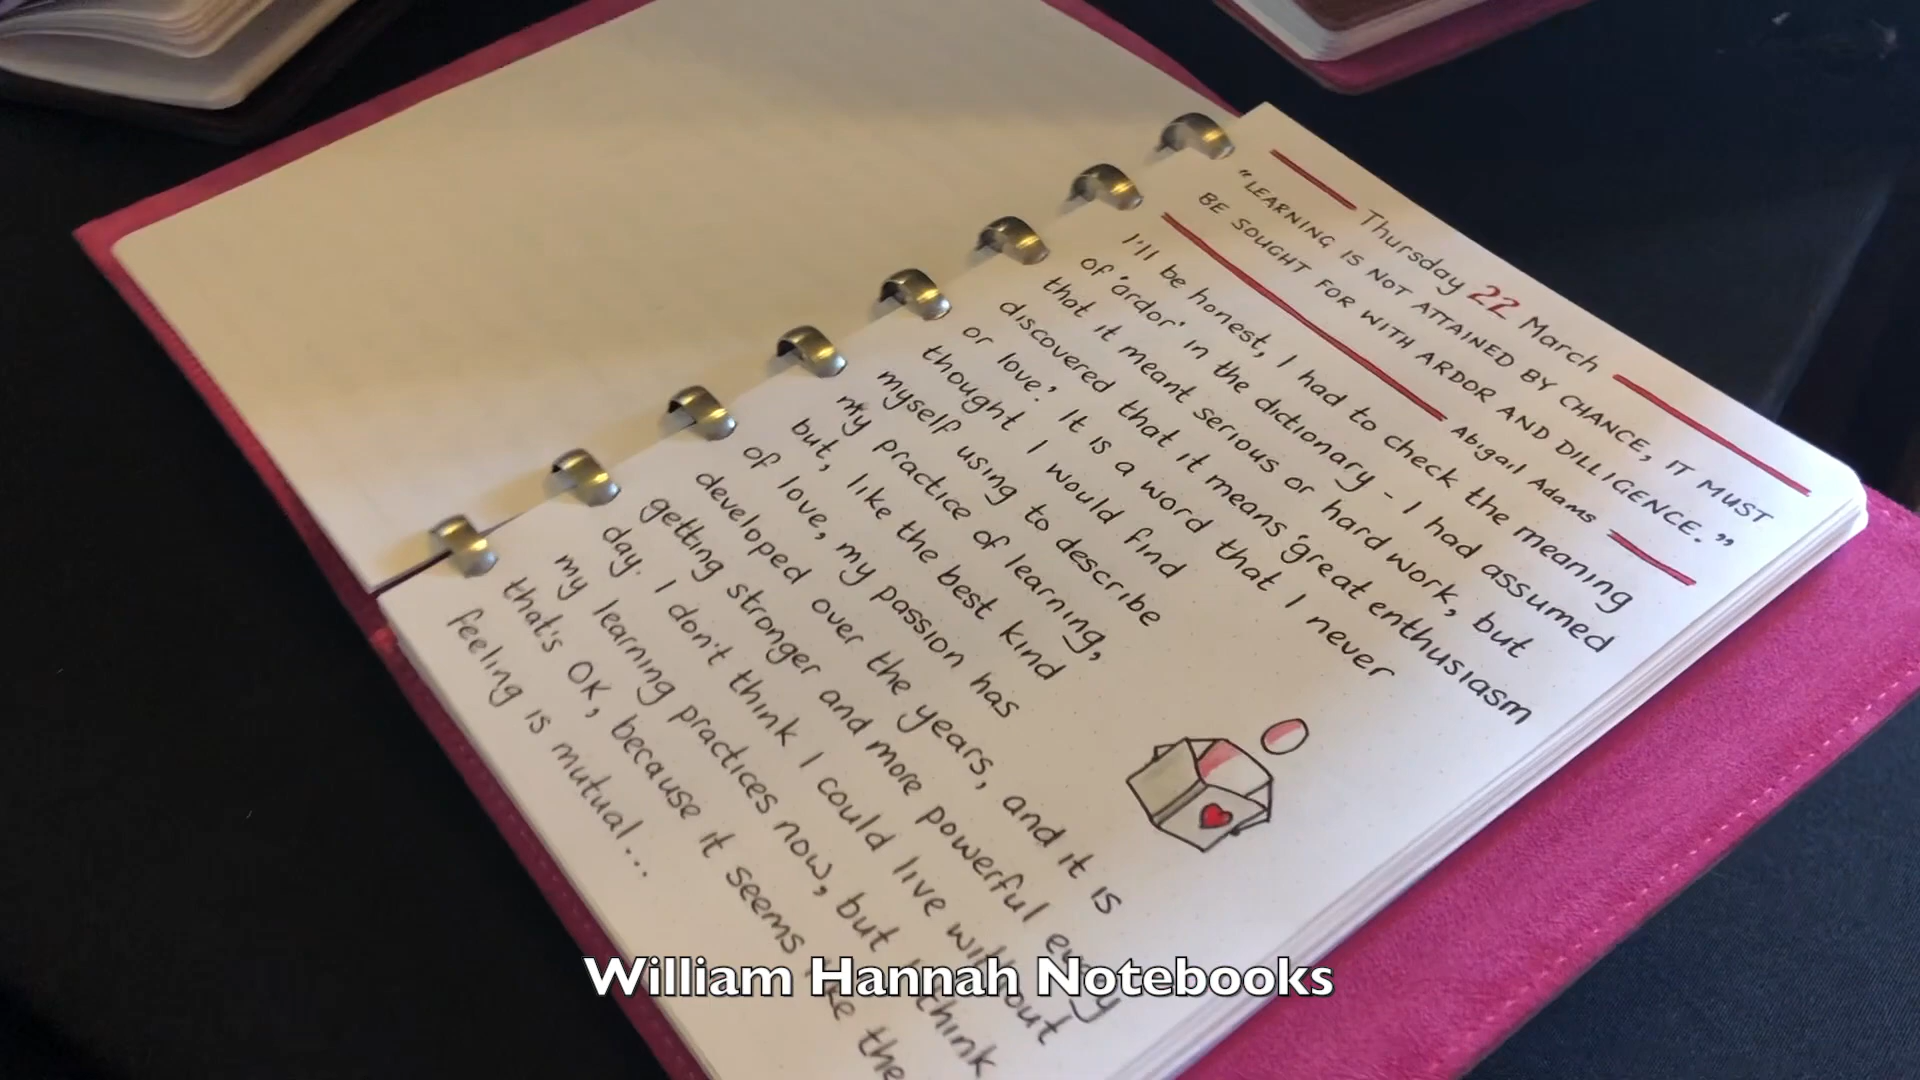 Thursday 22 March
"LEARNING IS NOT ATTAINED BY CHANCE, IT MUST
BE SOUGHT FOR WITH ARDOR AND DILLIGENCE."
Abigail Adams
I'll be honest, I had to check the meaning
of 'ardor' in the dictionary - I had assumed
that it meant serious or hard work, but
discovered that it means 'great enthusiasm
or love'. It is a word that I never
thought I would find
myself using to describe
my practice of learning,
but, like the best kind
of love, my passion has
developed over the years, and it is
getting stronger and more powerful every
day. I don't think I could live without
my learning practices now, but I think
that's OK, because it seems like the
feeling is mutual...
William Hannah Notebooks